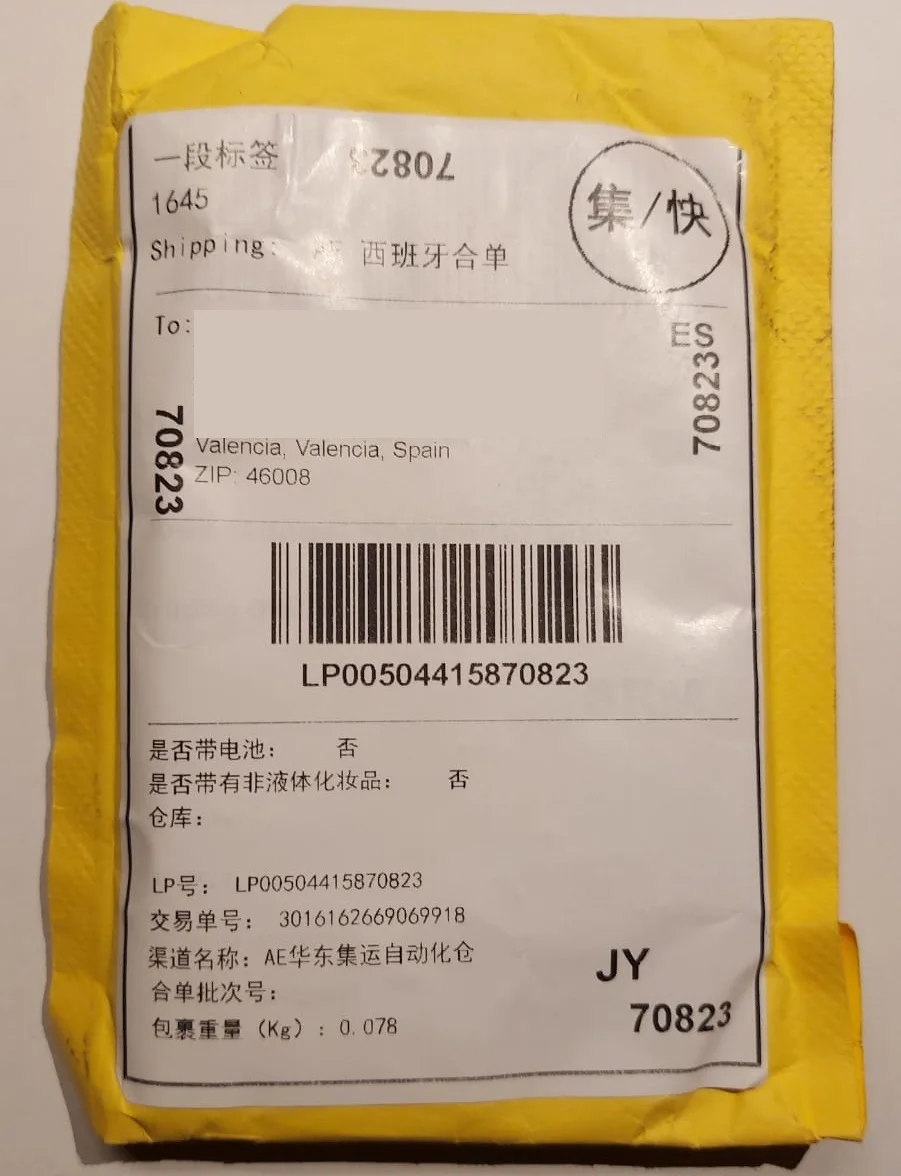 一段标签
70823
集/快
1645
Shipping: 西班牙合单
To:
ES
70823
70823
Valencia, Valencia, Spain
ZIP: 46008
LP00504415870823
是否带电池： 否
是否带有非液体化妆品： 否
仓库：
LP号： LP00504415870823
交易单号： 3016162669069918
渠道名称： AE华东集运自动化仓
合单批次号：
包裹重量（Kg）：0.078
JY
70823